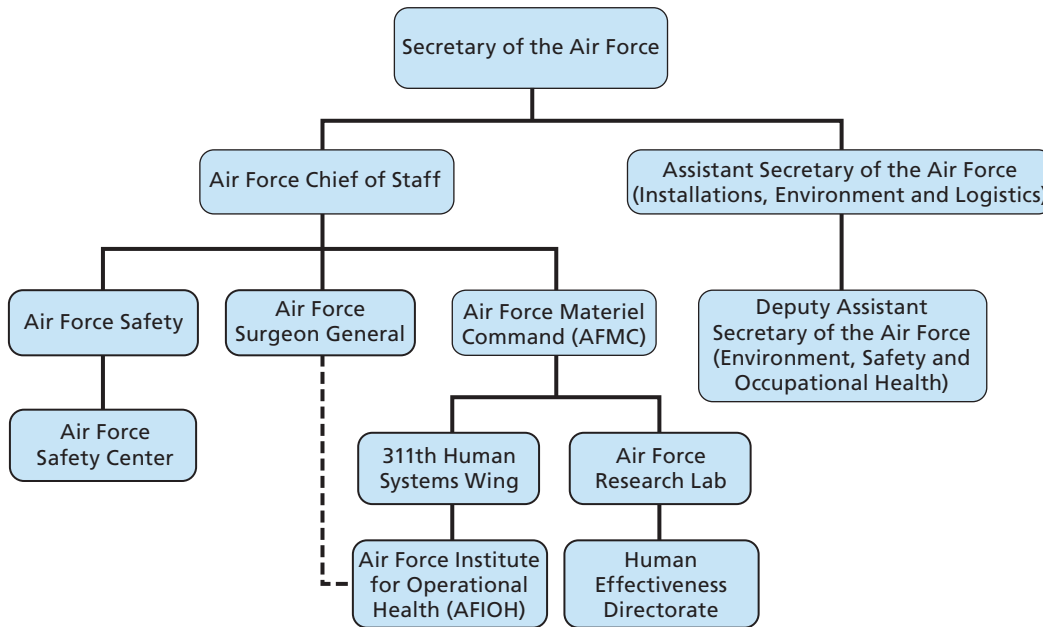 Secretary of the Air Force
Air Force Chief of Staff
Assistant Secretary of the Air Force
(Installations, Environment and Logistics)
Air Force Safety
Air Force
Surgeon General
Air Force Materiel
Command (AFMC)
Deputy Assistant
Secretary of the Air Force
(Environment, Safety and
Occupational Health)
Air Force
Safety Center
311th Human
Systems Wing
Air Force
Research Lab
Air Force Institute
for Operational
Health (AFIOH)
Human
Effectiveness
Directorate